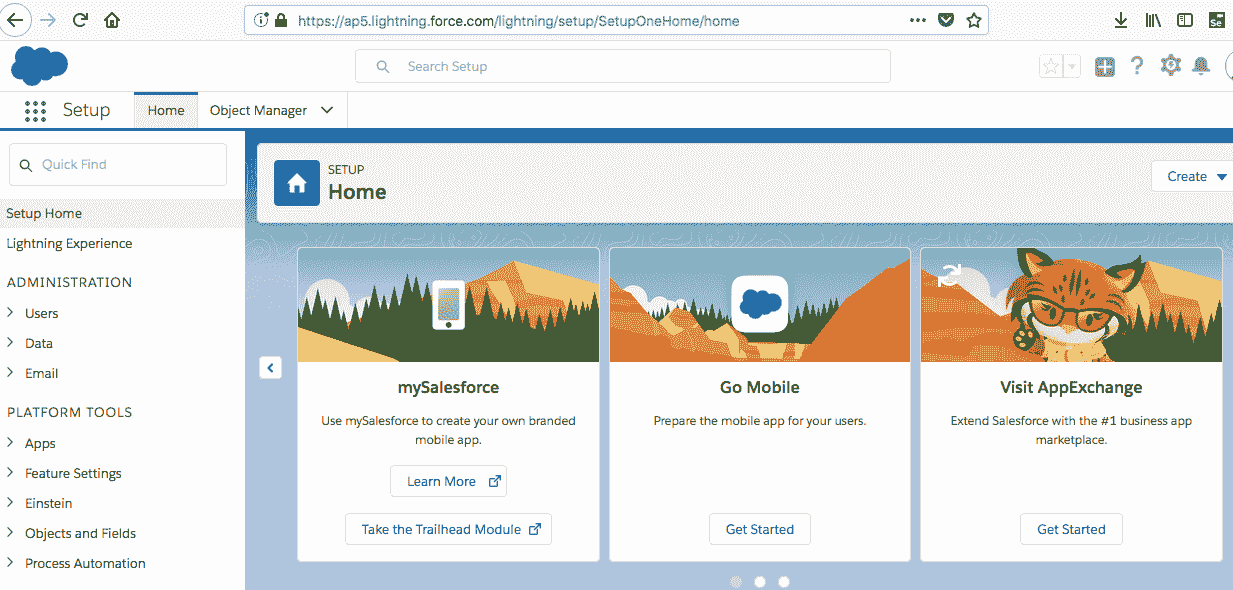 https://ap5.lightning.force.com/lightning/setup/SetupOneHome/home
Se
Search Setup
Setup
Home
Object Manager
Quick Find
Setup Home
Lightning Experience
ADMINISTRATION
Users
Data
Email
PLATFORM TOOLS
Apps
Feature Settings
Einstein
Objects and Fields
Process Automation
SETUP
Home
Create
mySalesforce
Use mySalesforce to create your own branded
mobile app.
Learn More
Take the Trailhead Module
Go Mobile
Prepare the mobile app for your users.
Get Started
Visit AppExchange
Extend Salesforce with the #1 business app
marketplace.
Get Started